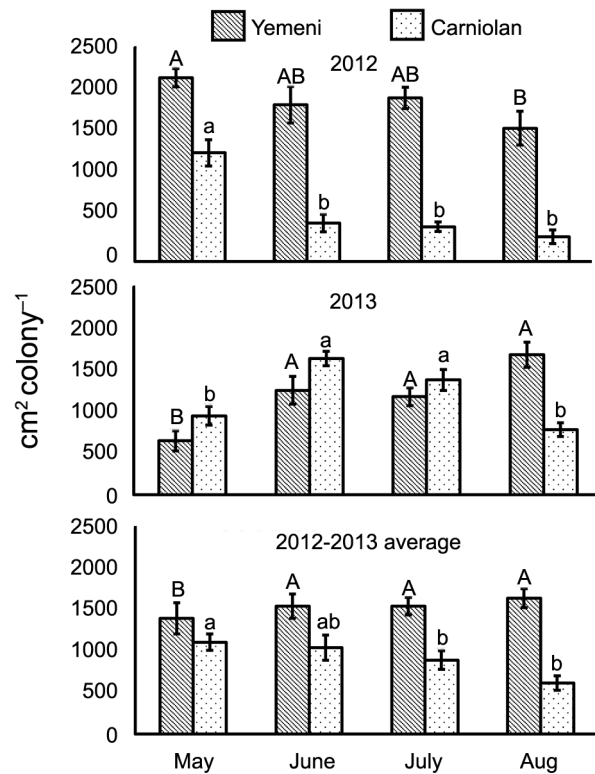 Yemeni Carniolan
2012
2500
2000
1500
1000
500
0
A a AB b AB b B b
2013
2500
2000
1500
1000
500
0
B b A a A a A b
cm² colony⁻¹
2012-2013 average
2500
2000
1500
1000
500
0
B a A ab A b A b
May June July Aug